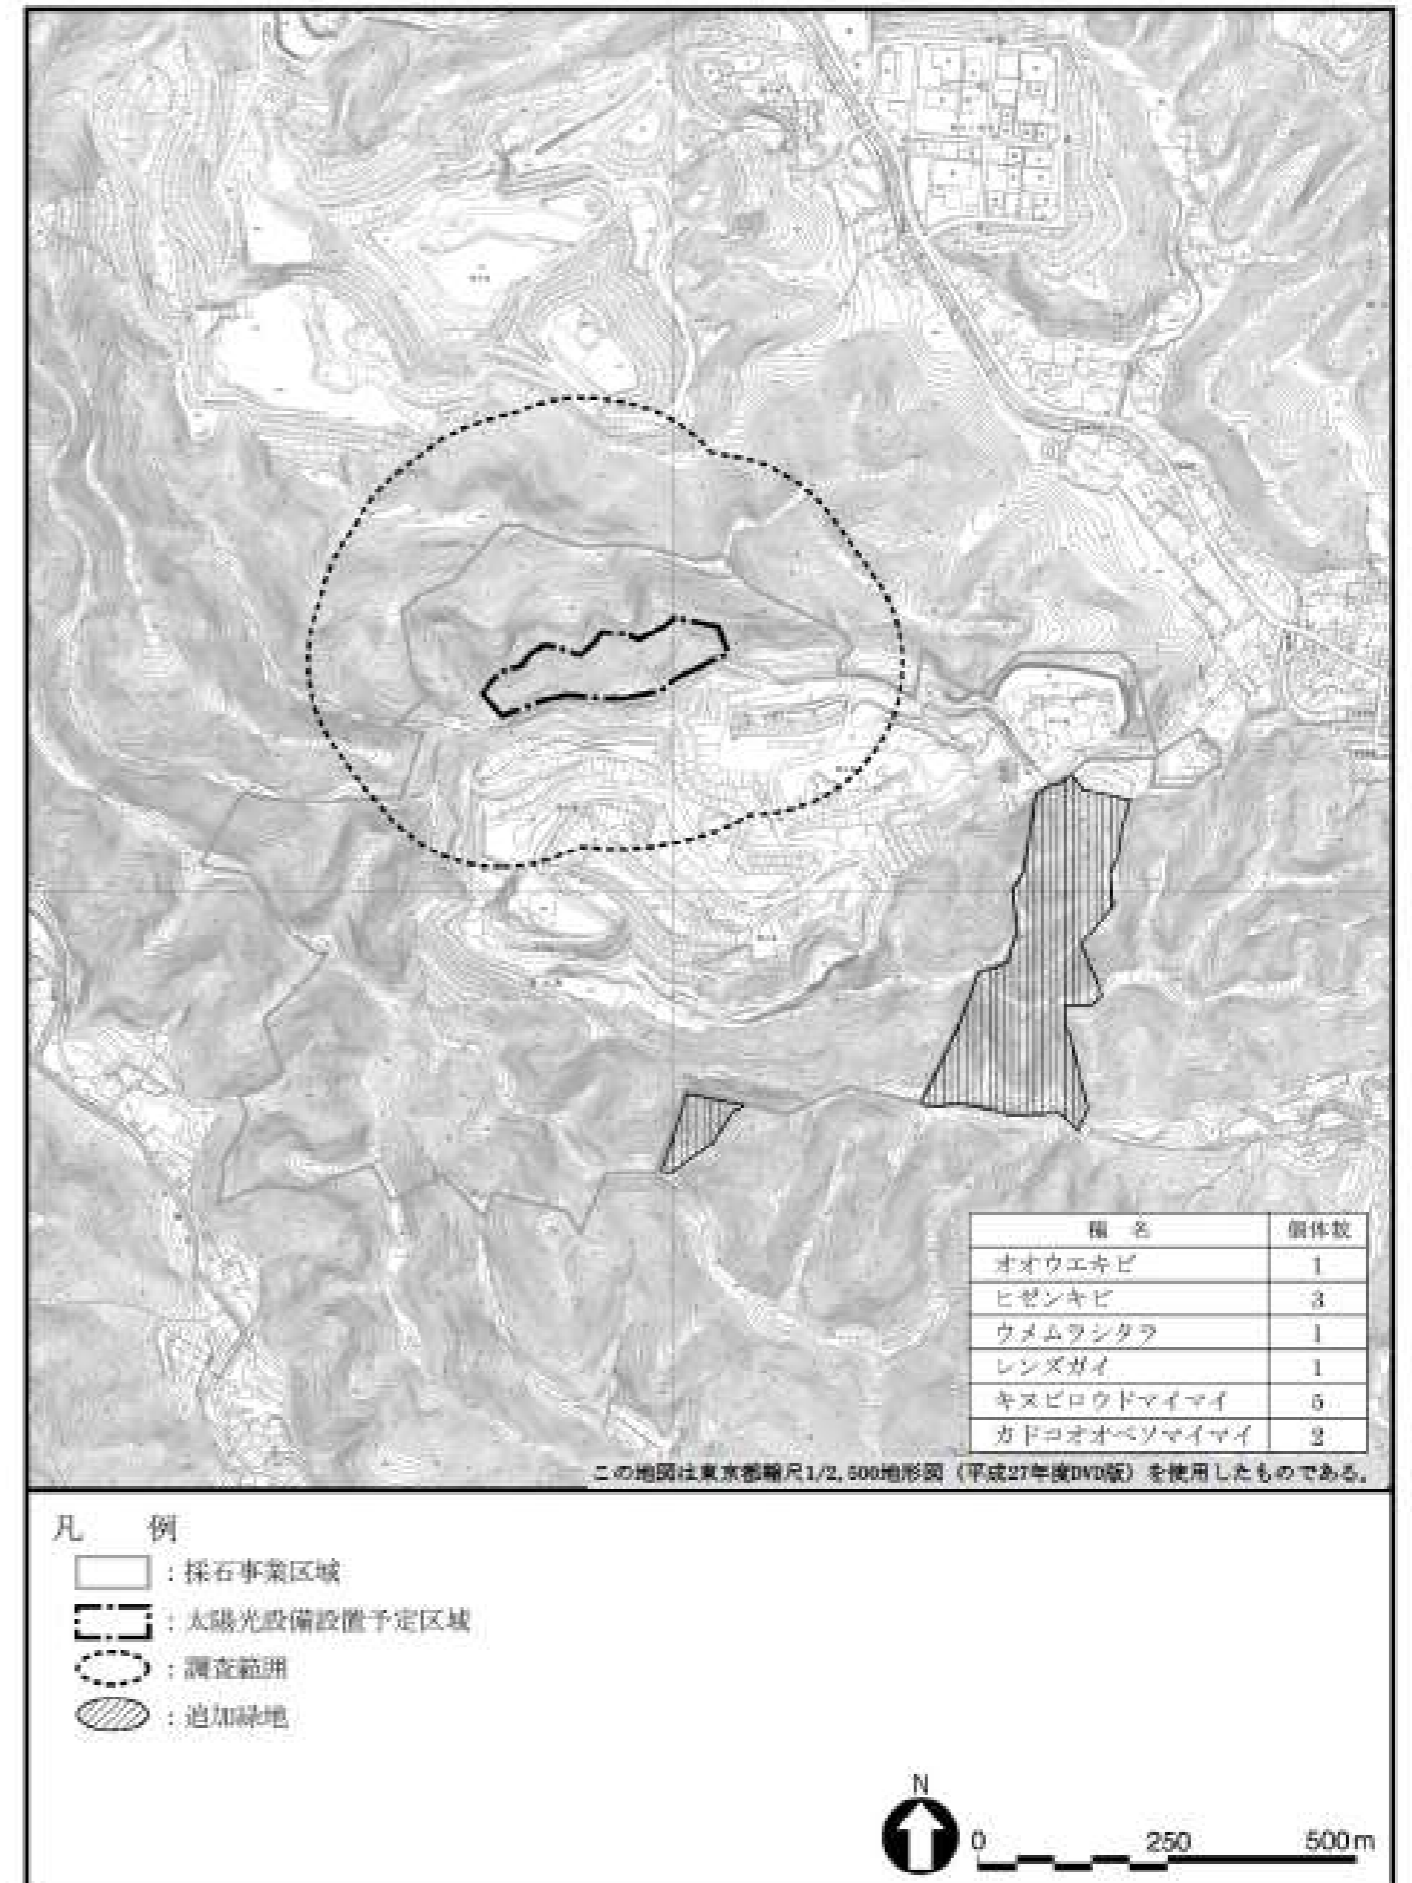 種 名 個体数
オオウエキビ 1
ヒゼンキビ 3
ウメムラシタラ 1
レンズガイ 1
キヌビロウドマイマイ 5
カドコオオベソマイマイ 2
この地図は東京都縮尺1/2,500地形図(平成27年度DVD版)を使用したものである。
凡 例
:採石事業区域
:太陽光設備設置予定区域
:調査範囲
:追加緑地
N
0 250 500m